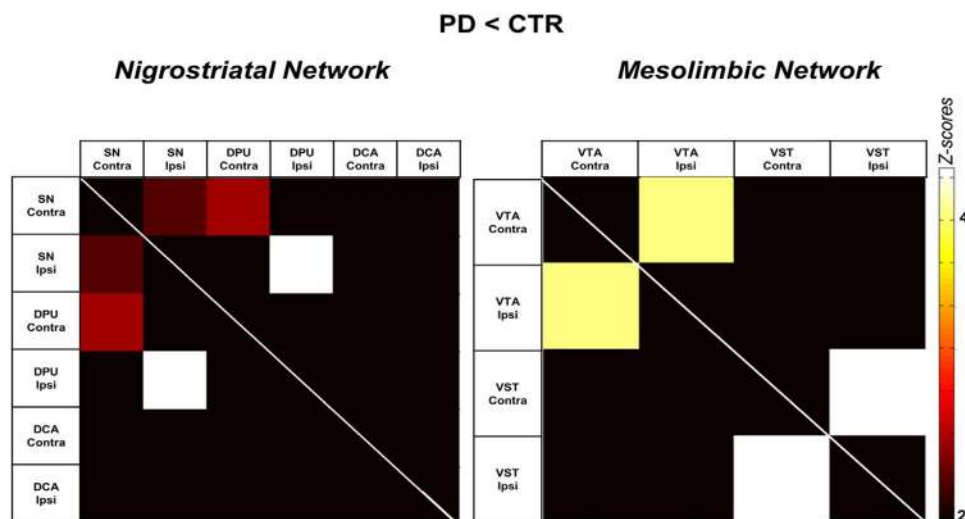 PD < CTR
Nigrostriatal Network
Mesolimbic Network
SN
Contra
SN
Ipsi
DPU
Contra
DPU
Ipsi
DCA
Contra
DCA
Ipsi
SN
Contra
SN
Ipsi
DPU
Contra
DPU
Ipsi
DCA
Contra
DCA
Ipsi
VTA
Contra
VTA
Ipsi
VST
Contra
VST
Ipsi
VTA
Contra
VTA
Ipsi
VST
Contra
VST
Ipsi
Z-scores
4
2